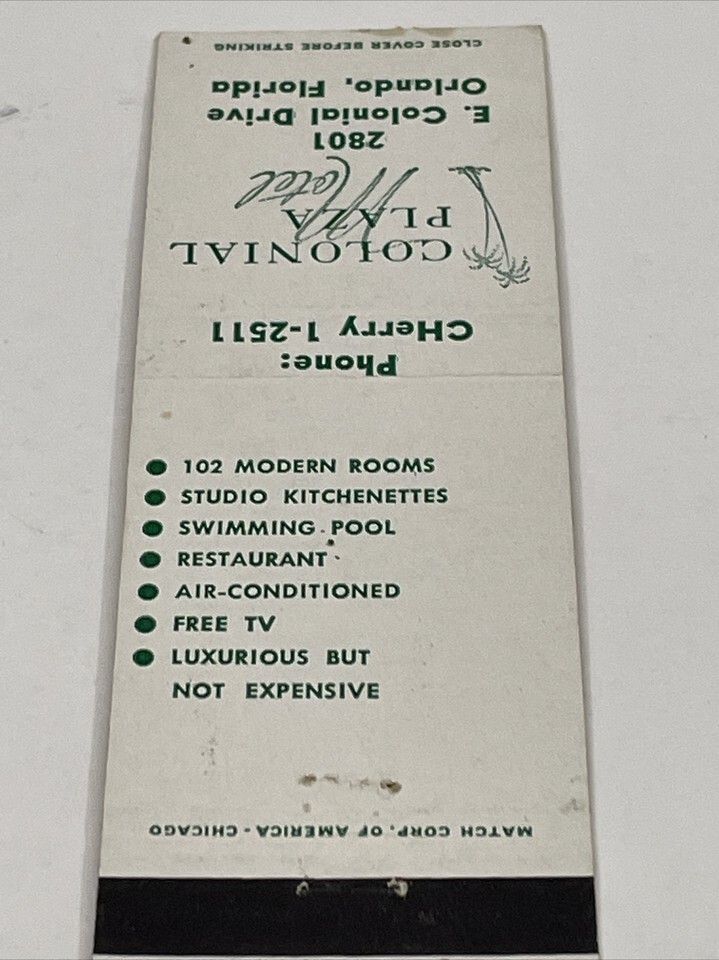 CLOSE COVER BEFORE STRIKING
Phone:
CHerry 1-2511
COLONIAL
PLAZA
Motel
2801
E. Colonial Drive
Orlando, Florida
102 MODERN ROOMS
STUDIO KITCHENETTES
SWIMMING POOL
RESTAURANT
AIR-CONDITIONED
FREE TV
LUXURIOUS BUT
NOT EXPENSIVE
MATCH CORP. OF AMERICA - CHICAGO